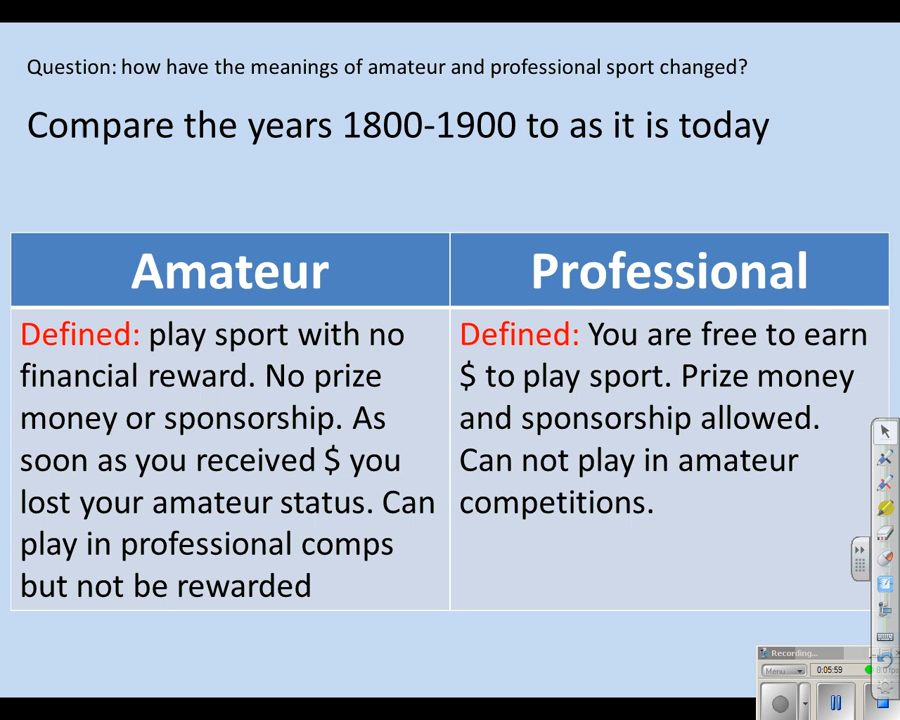 Question: how have the meanings of amateur and professional sport changed?
Compare the years 1800-1900 to as it is today
Amateur
Professional
Defined: play sport with no
financial reward. No prize
money or sponsorship. As
soon as you received $ you
lost your amateur status. Can
play in professional comps
but not be rewarded
Defined: You are free to earn
$ to play sport. Prize money
and sponsorship allowed.
Can not play in amateur
competitions.
Recording...
Menu
0:05:59